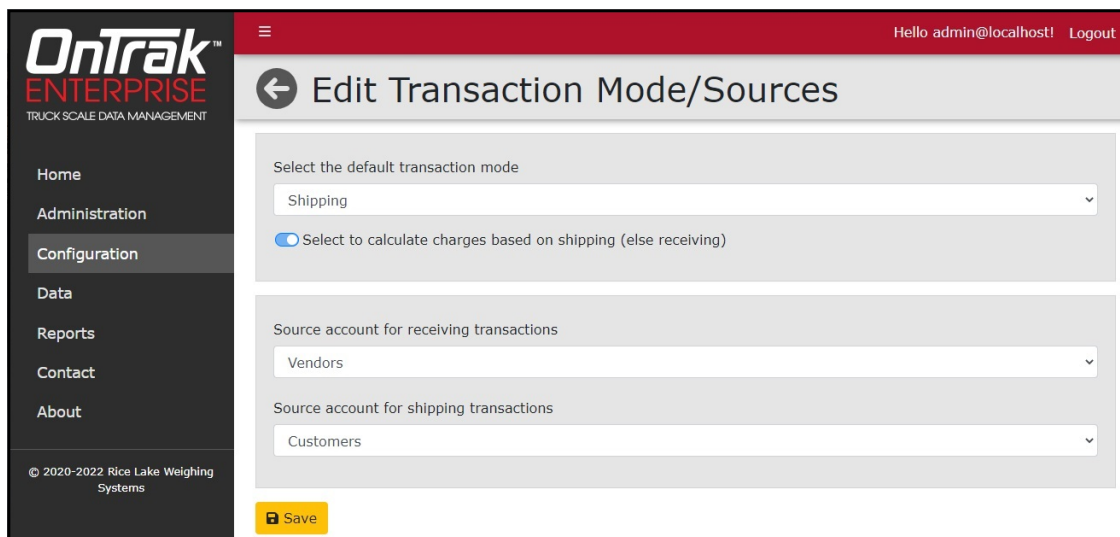 OnTrak™
ENTERPRISE
TRUCK SCALE DATA MANAGEMENT
Home
Administration
Configuration
Data
Reports
Contact
About
© 2020-2022 Rice Lake Weighing
Systems
Hello admin@localhost! Logout
Edit Transaction Mode/Sources
Select the default transaction mode
Shipping
Select to calculate charges based on shipping (else receiving)
Source account for receiving transactions
Vendors
Source account for shipping transactions
Customers
Save